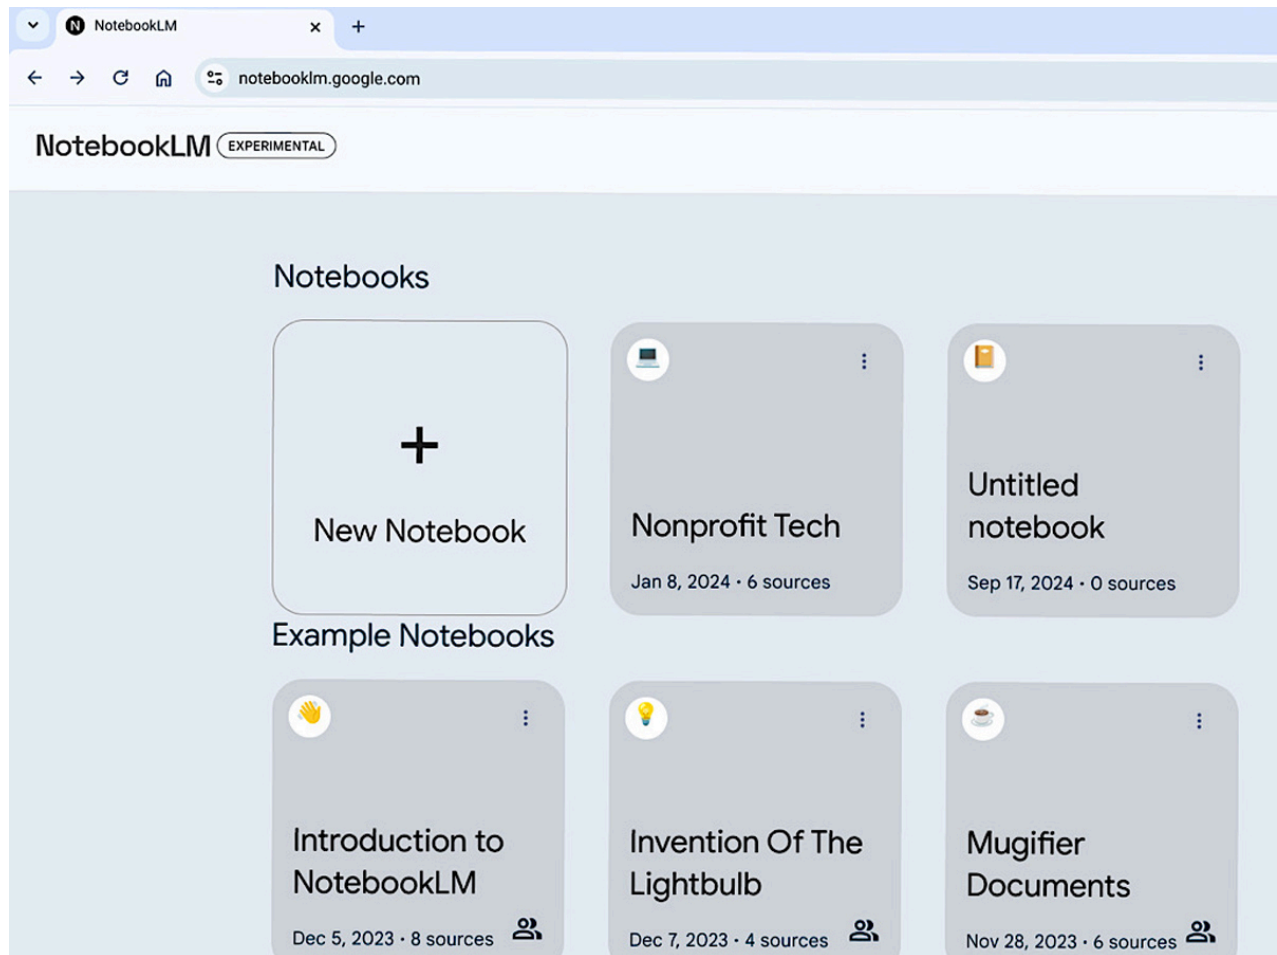 NotebookLM
notebooklm.google.com
NotebookLM EXPERIMENTAL
Notebooks
New Notebook
Nonprofit Tech
Jan 8, 2024 · 6 sources
Untitled
notebook
Sep 17, 2024 · 0 sources
Example Notebooks
Introduction to
NotebookLM
Dec 5, 2023 · 8 sources
Invention Of The
Lightbulb
Dec 7, 2023 · 4 sources
Mugifier
Documents
Nov 28, 2023 · 6 sources